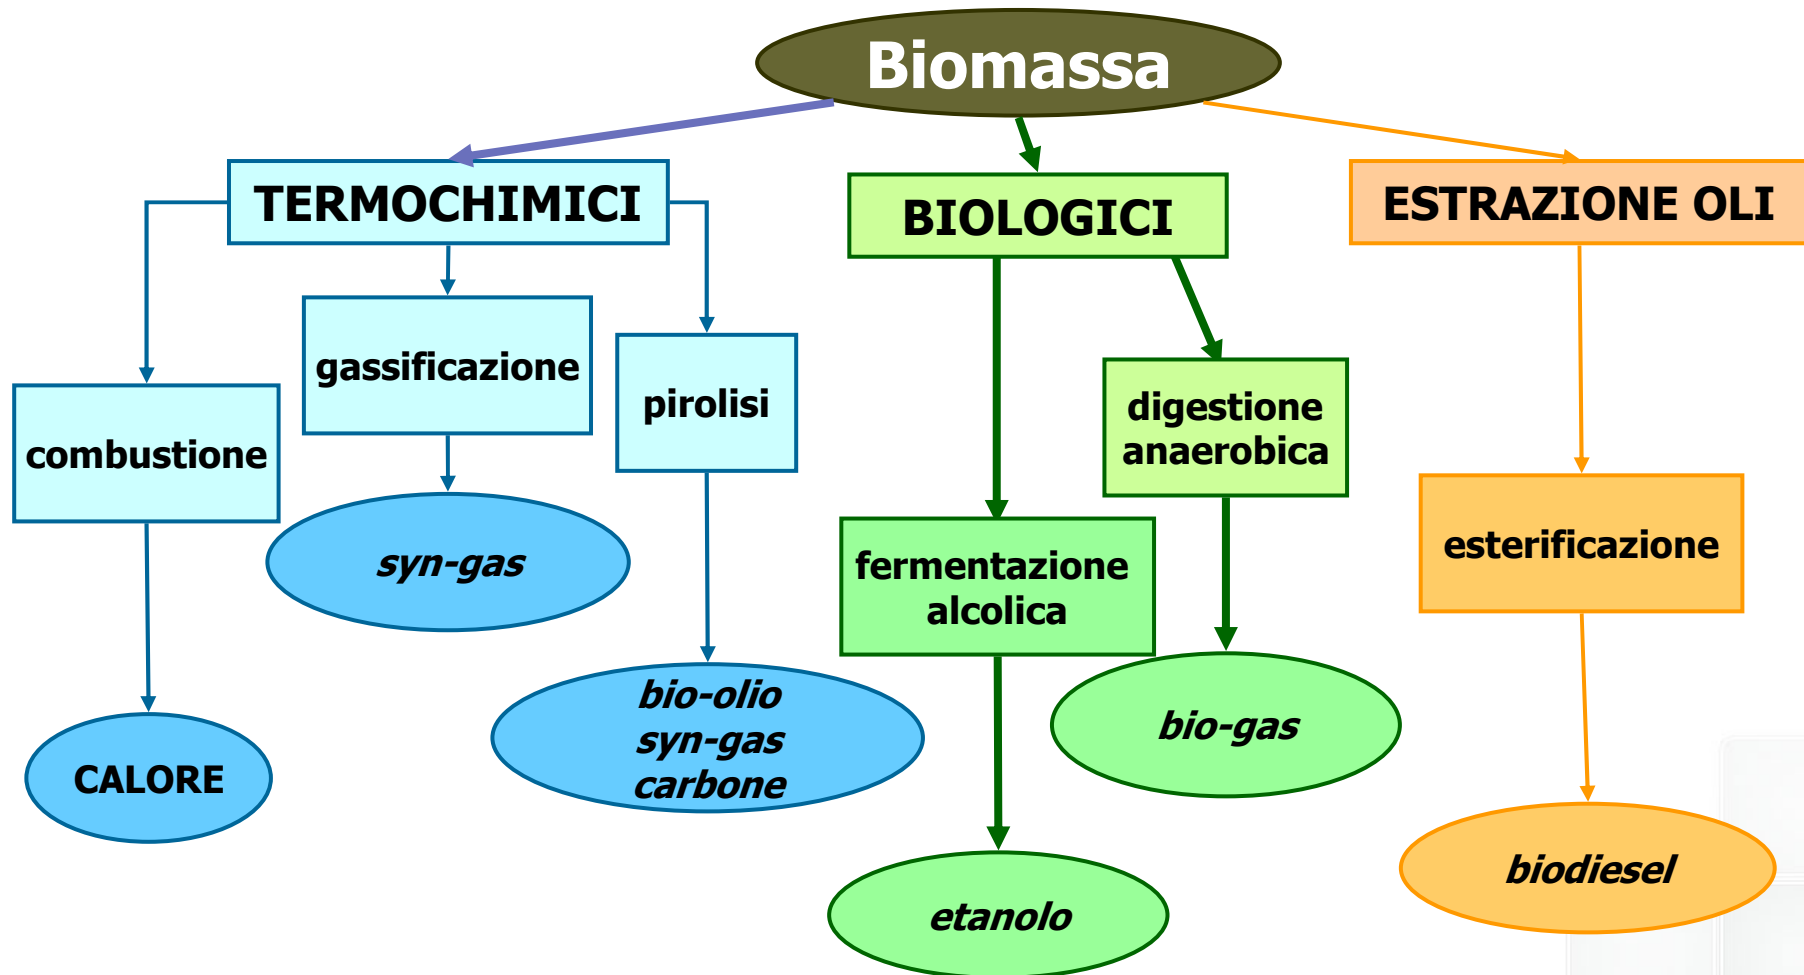 Biomassa
TERMOCHIMICI
BIOLOGICI
ESTRAZIONE OLI
combustione
gassificazione
pirolisi
digestione
anaerobica
fermentazione
alcolica
esterificazione
CALORE
syn-gas
bio-olio
syn-gas
carbone
etanolo
bio-gas
biodiesel